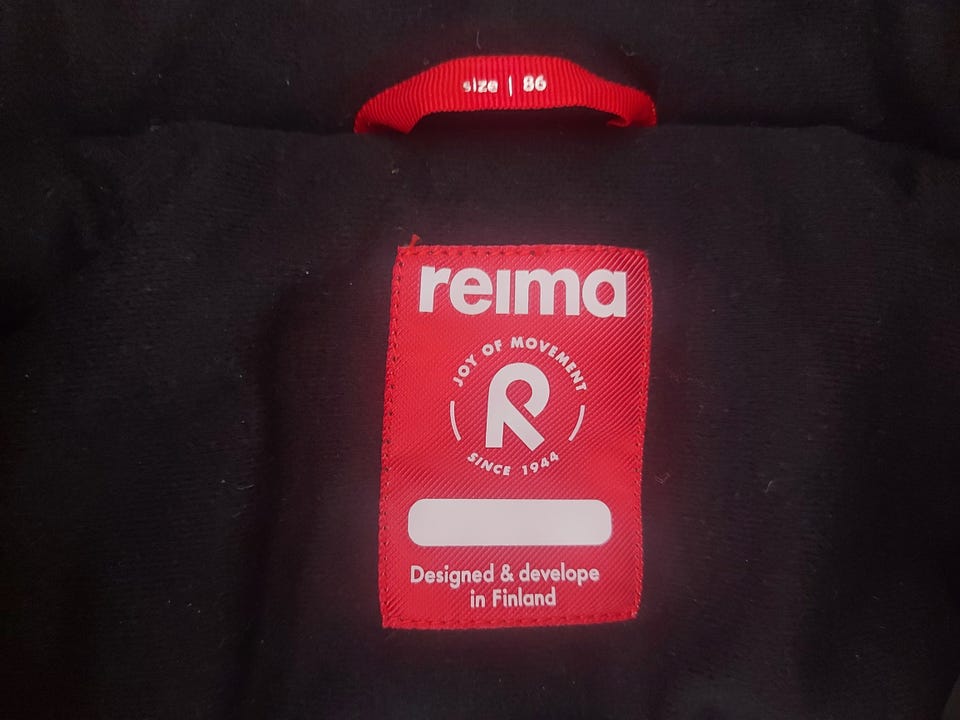 size | 86
reima
JOY OF MOVEMENT
R
SINCE 1944
Designed & develope
in Finland